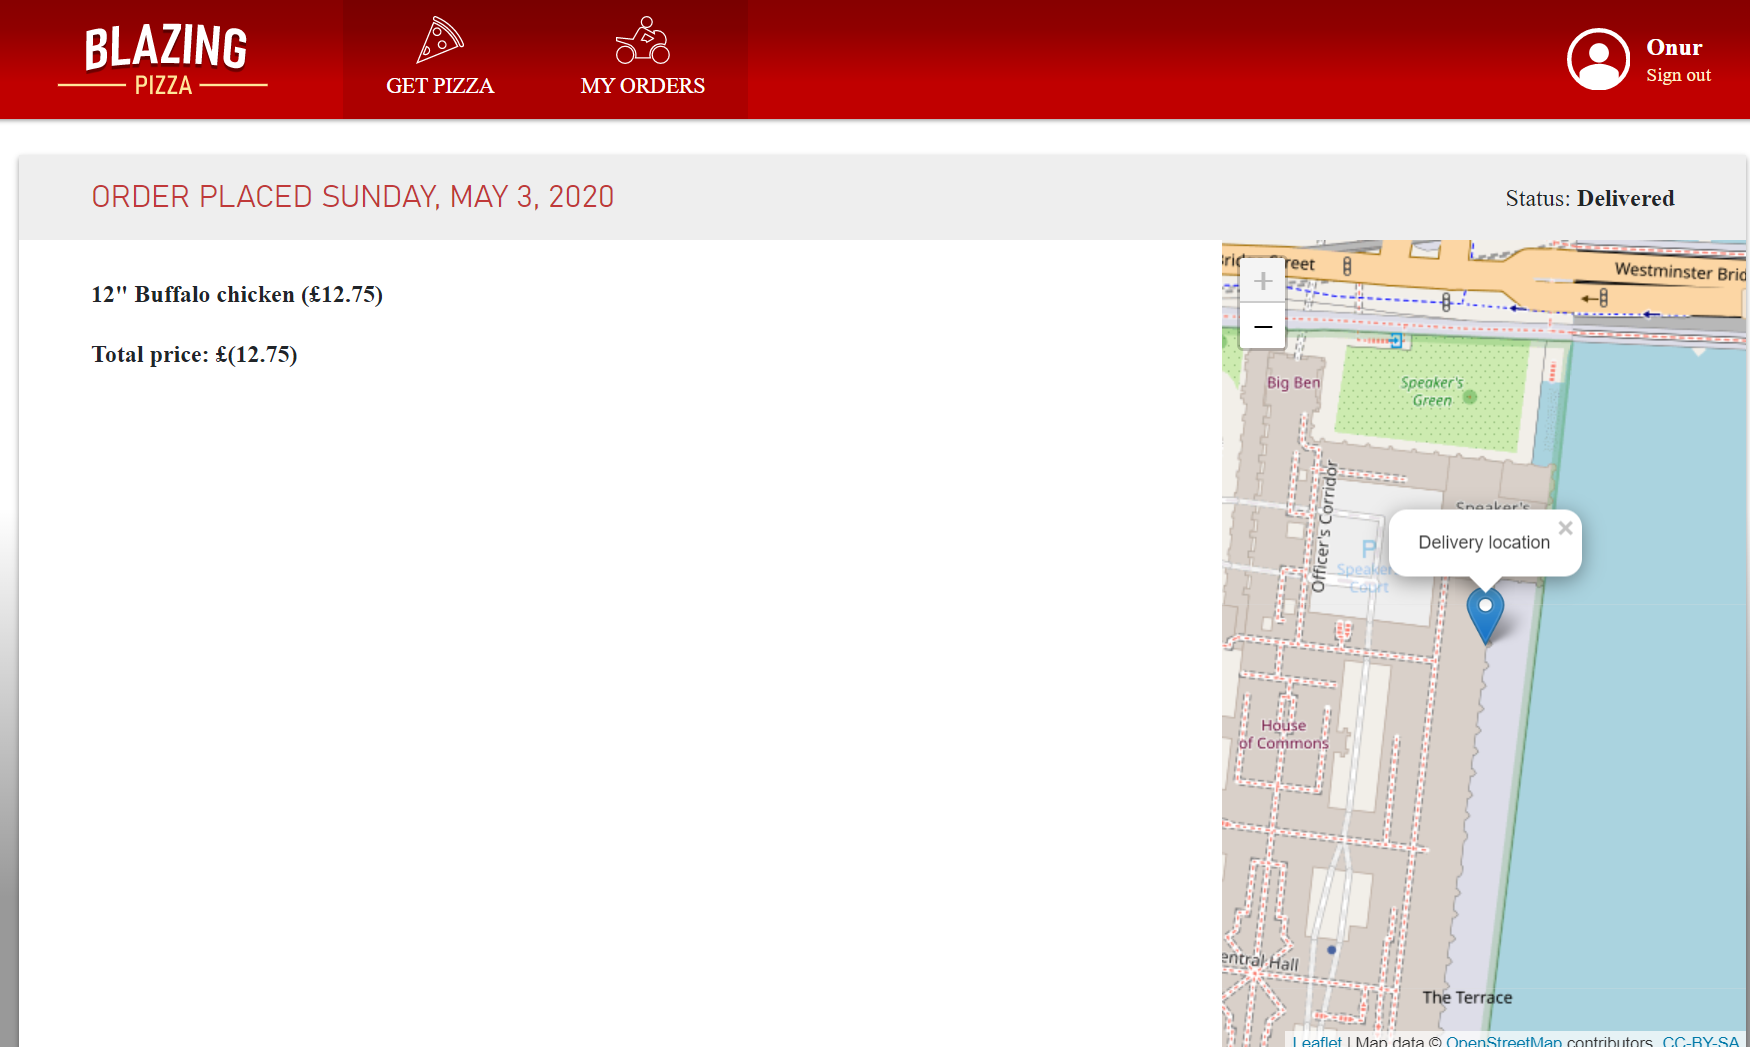 BLAZING
PIZZA
GET PIZZA
MY ORDERS
Onur
Sign out
ORDER PLACED SUNDAY, MAY 3, 2020
Status: Delivered
12" Buffalo chicken (£12.75)
Total price: £(12.75)
+
−
reet
Westminster Brid
Big Ben
Speaker's
Green
Officer's Corridor
Speaker's
Delivery location
×
P
Speaker
Court
House
of Commons
entral Hall
The Terrace
Leaflet | Map data © OpenStreetMap contributors, CC-BY-SA